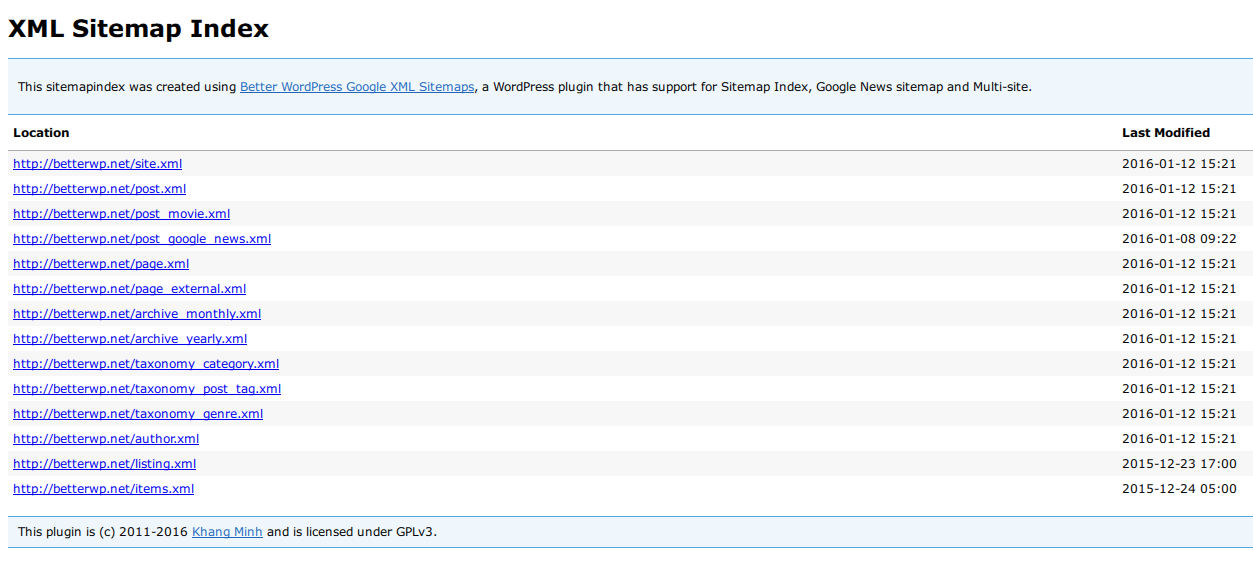 XML Sitemap Index
This sitemapindex was created using Better WordPress Google XML Sitemaps, a WordPress plugin that has support for Sitemap Index, Google News sitemap and Multi-site.
Location Last Modified
http://betterwp.net/site.xml 2016-01-12 15:21
http://betterwp.net/post.xml 2016-01-12 15:21
http://betterwp.net/post_movie.xml 2016-01-12 15:21
http://betterwp.net/post_google_news.xml 2016-01-08 09:22
http://betterwp.net/page.xml 2016-01-12 15:21
http://betterwp.net/page_external.xml 2016-01-12 15:21
http://betterwp.net/archive_monthly.xml 2016-01-12 15:21
http://betterwp.net/archive_yearly.xml 2016-01-12 15:21
http://betterwp.net/taxonomy_category.xml 2016-01-12 15:21
http://betterwp.net/taxonomy_post_tag.xml 2016-01-12 15:21
http://betterwp.net/taxonomy_genre.xml 2016-01-12 15:21
http://betterwp.net/author.xml 2016-01-12 15:21
http://betterwp.net/listing.xml 2015-12-23 17:00
http://betterwp.net/items.xml 2015-12-24 05:00
This plugin is (c) 2011-2016 Khang Minh and is licensed under GPLv3.